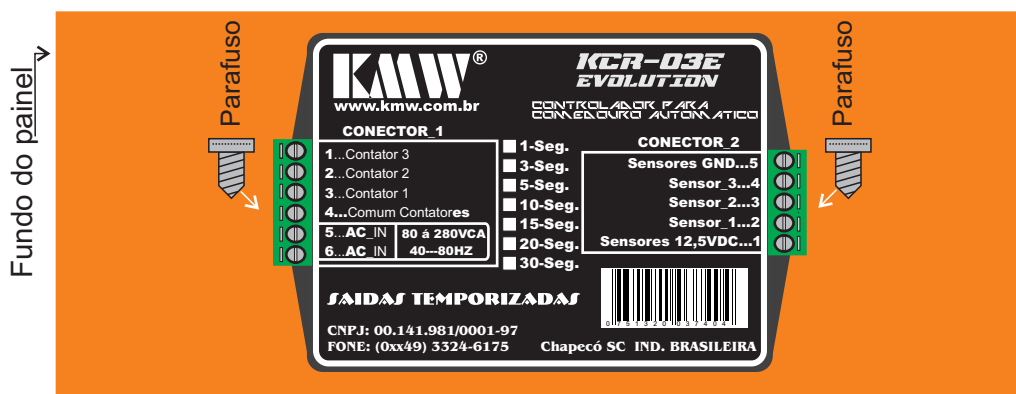 Fundo do painel
Parafuso
KMW®
www.kmw.com.br
KCR-03E
EVOLUTION
CONTROLADOR PARA
COMEDOURO AUTOMATICO
CONECTOR_1
1...Contator 3
2...Contator 2
3...Contator 1
4...Comum Contatores
5...AC_IN
6...AC_IN
80 á 280VCA
40---80HZ
1-Seg.
3-Seg.
5-Seg.
10-Seg.
15-Seg.
20-Seg.
30-Seg.
CONECTOR_2
Sensores GND...5
Sensor_3...4
Sensor_2...3
Sensor_1...2
Sensores 12,5VDC...1
SAIDAS TEMPORIZADAS
0751320037404
CNPJ: 00.141.981/0001-97
FONE: (0xx49) 3324-6175
Chapecó SC IND. BRASILEIRA
Parafuso